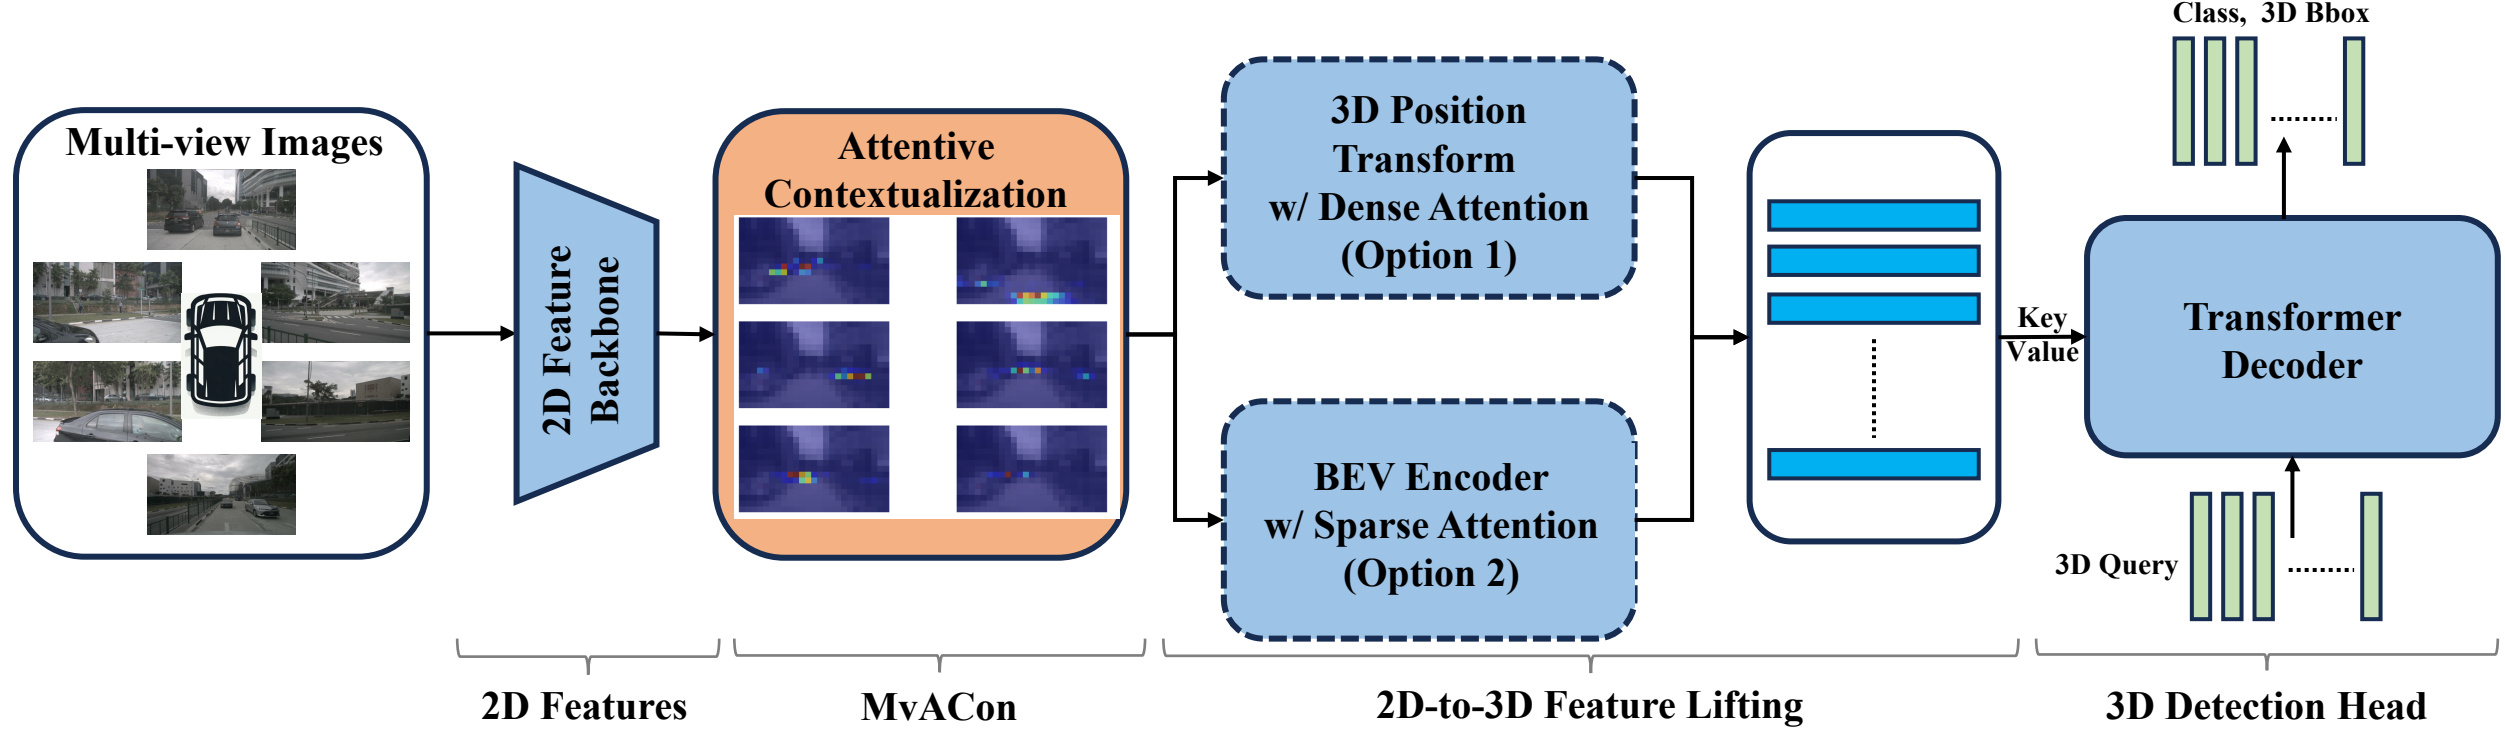 Multi-view Images
2D Feature
Backbone
Attentive
Contextualization
3D Position
Transform
w/ Dense Attention
(Option 1)
BEV Encoder
w/ Sparse Attention
(Option 2)
Key
Value
Class, 3D Bbox
Transformer
Decoder
3D Query
2D Features
MvACon
2D-to-3D Feature Lifting
3D Detection Head